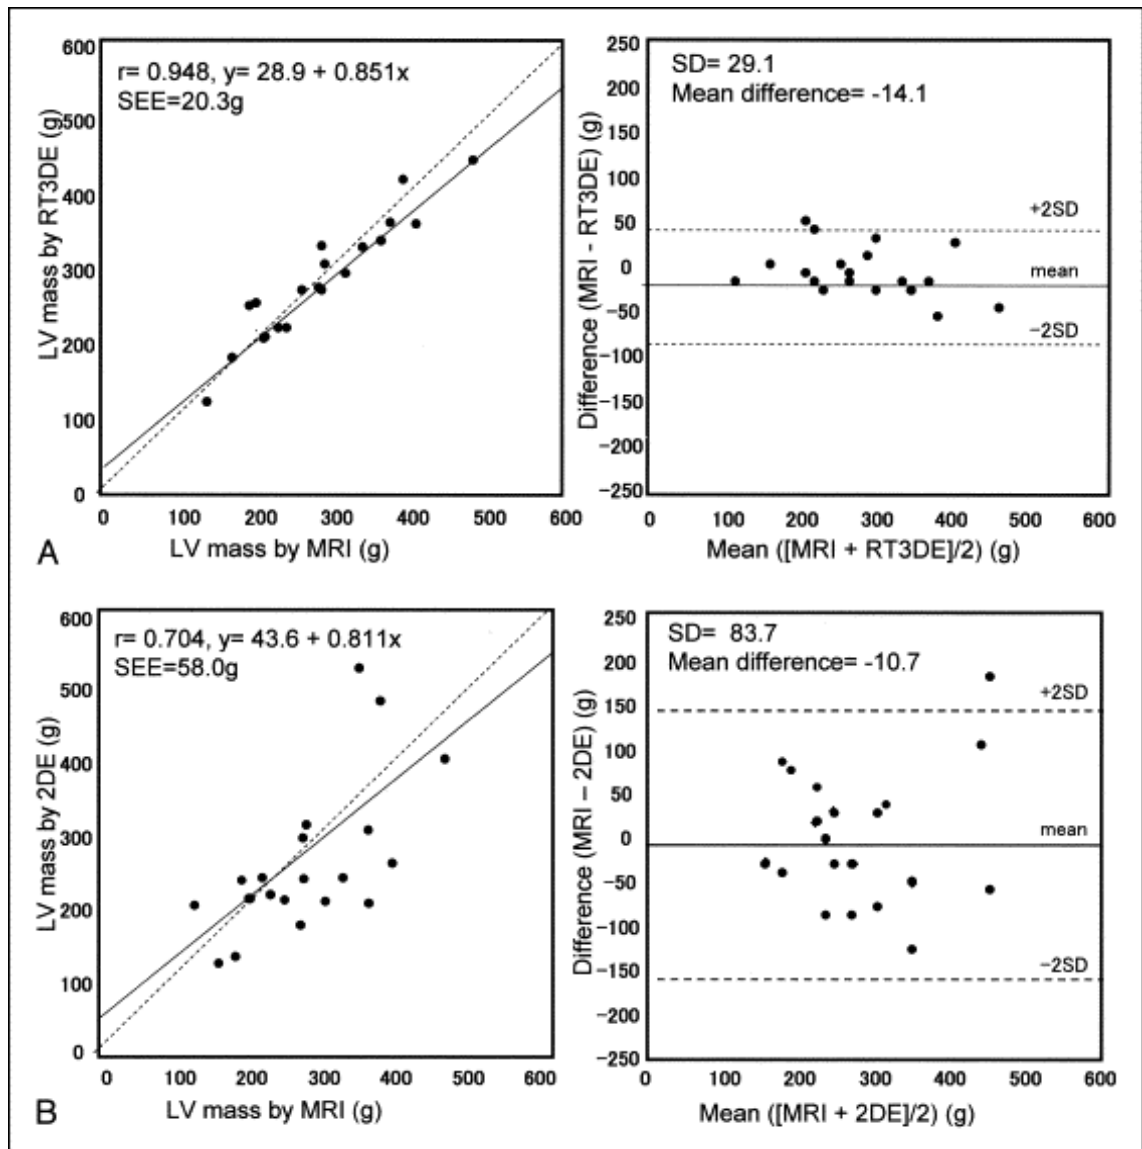 r= 0.948, y= 28.9 + 0.851x
SEE=20.3g
LV mass by RT3DE (g)
600
500
400
300
200
100
0
0 100 200 300 400 500 600
LV mass by MRI (g)
A
SD= 29.1
Mean difference= -14.1
Difference (MRI - RT3DE) (g)
250
200
150
100
50
0
−50
−100
−150
−200
−250
+2SD
mean
−2SD
0 100 200 300 400 500 600
Mean ([MRI + RT3DE]/2) (g)
r= 0.704, y= 43.6 + 0.811x
SEE=58.0g
LV mass by 2DE (g)
600
500
400
300
200
100
0
0 100 200 300 400 500 600
LV mass by MRI (g)
B
SD= 83.7
Mean difference= -10.7
Difference (MRI – 2DE) (g)
250
200
150
100
50
0
−50
−100
−150
−200
−250
+2SD
mean
−2SD
0 100 200 300 400 500 600
Mean ([MRI + 2DE]/2) (g)